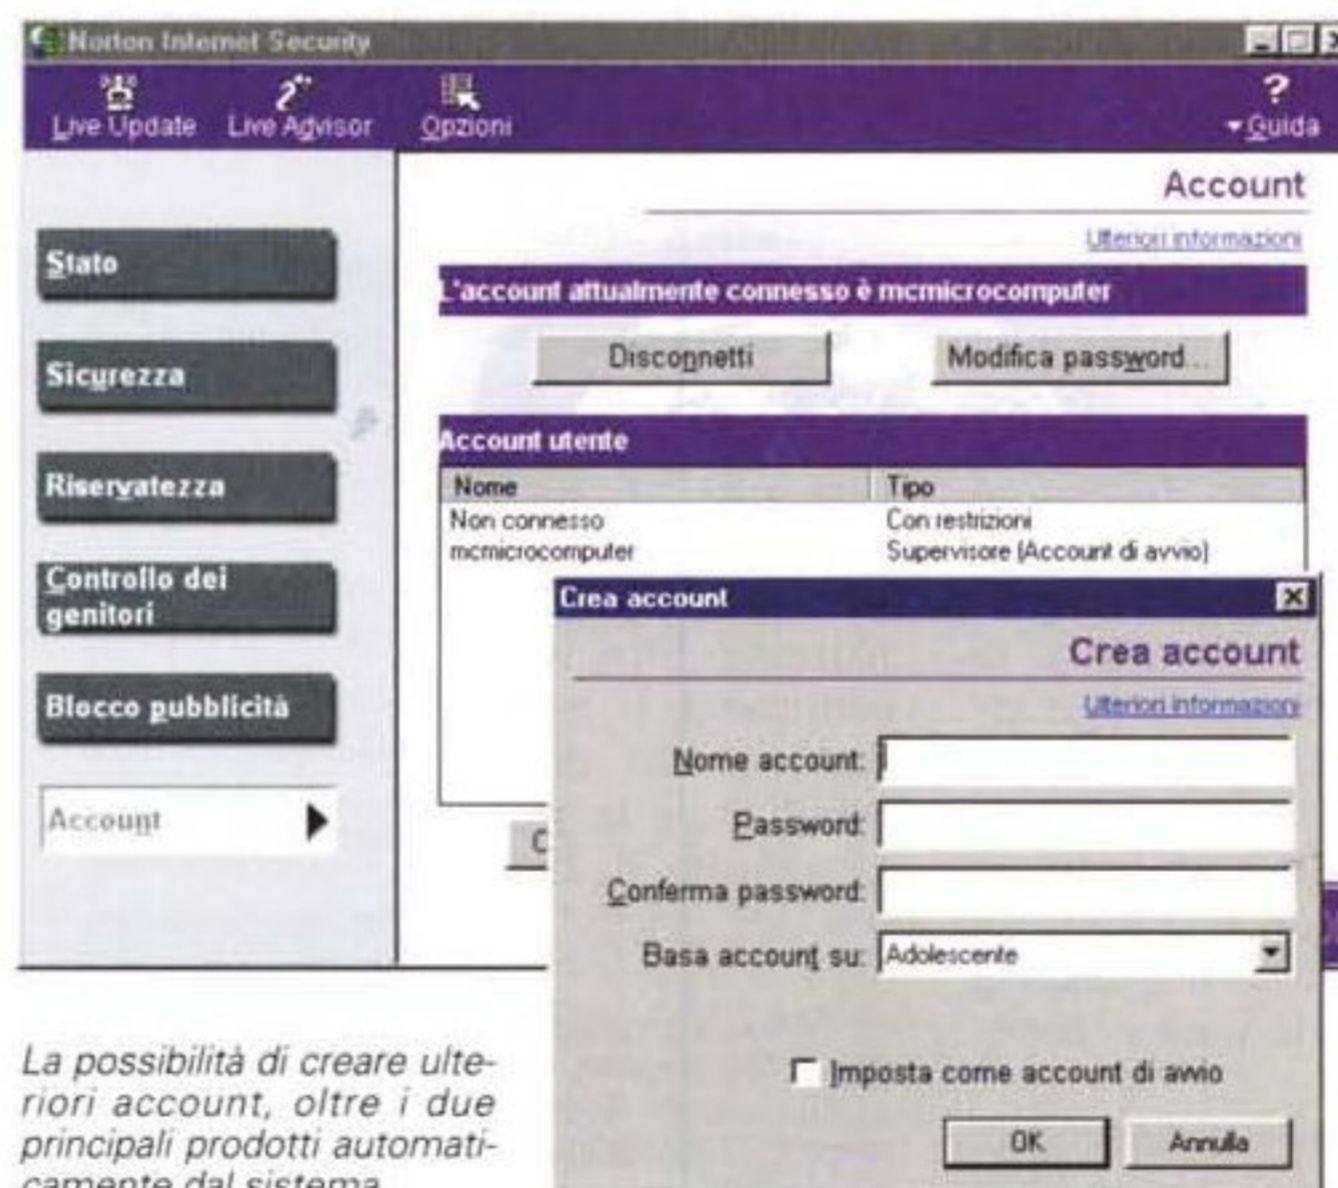 Norton Internet Security
Live Update Live Advisor Opzioni Guida
Account
Ulteriori informazioni
Stato
Sicurezza
Riservatezza
Controllo dei
genitori
Blocco pubblicità
Account
L'account attualmente connesso è mcmicrocomputer
Disconnetti Modifica password...
Account utente
Nome Tipo
Non connesso Con restrizioni
mcmicrocomputer Supervisore (Account di avvio)
Crea account
Crea account
Ulteriori informazioni
Nome account:
Password:
Conferma password:
Basa account su: Adolescente
Imposta come account di avvio
OK Annulla
La possibilità di creare ulte-
riori account, oltre i due
principali prodotti automati-
camente dal sistema